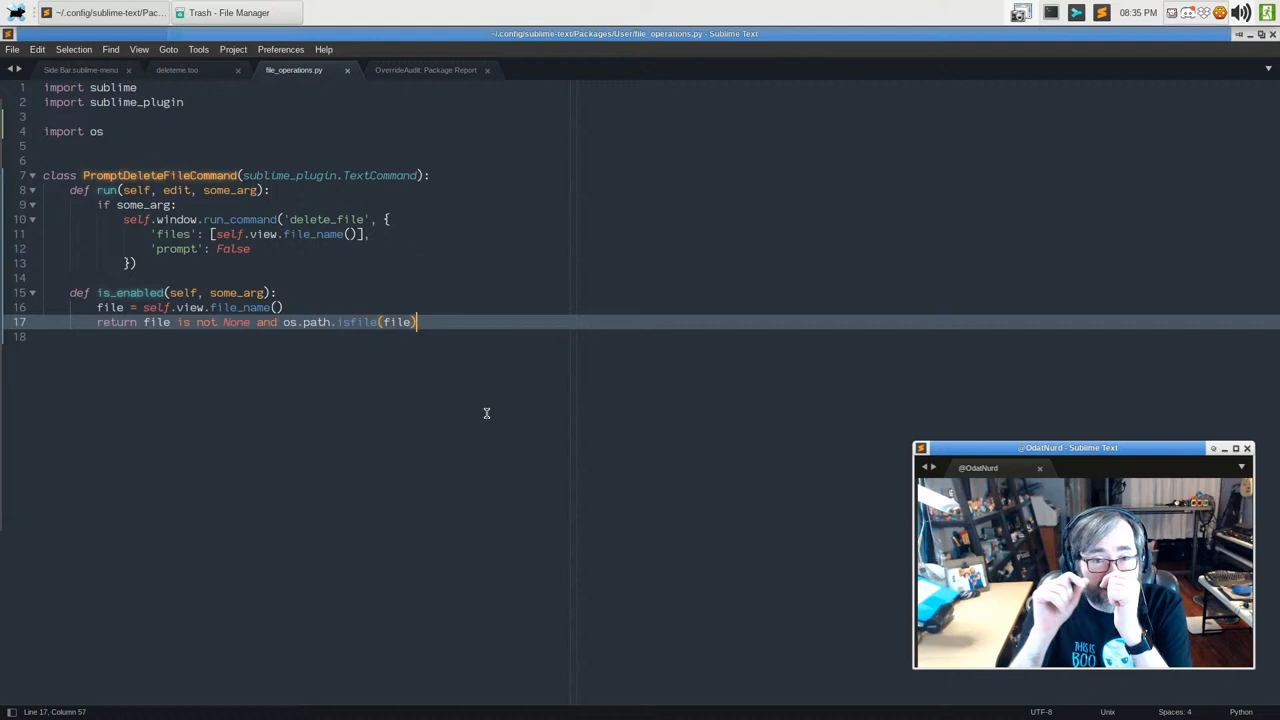 ~/.config/sublime-text/Pac...
Trash - File Manager
08:35 PM
~/.config/sublime-text/Packages/User/file_operations.py - Sublime Text
File Edit Selection Find View Goto Tools Project Preferences Help
Side Bar.sublime-menu
deleteme.too
file_operations.py
OverrideAudit: Package Report
1 import sublime
2 import sublime_plugin
3
4 import os
5
6
7 class PromptDeleteFileCommand(sublime_plugin.TextCommand):
8 def run(self, edit, some_arg):
9 if some_arg:
10 self.window.run_command('delete_file', {
11 'files': [self.view.file_name()],
12 'prompt': False
13 })
14
15 def is_enabled(self, some_arg):
16 file = self.view.file_name()
17 return file is not None and os.path.isfile(file)
18
@OdatNurd - Sublime Text
@OdatNurd
THIS IS
BOO
Line 17, Column 57
UTF-8
Unix
Spaces: 4
Python